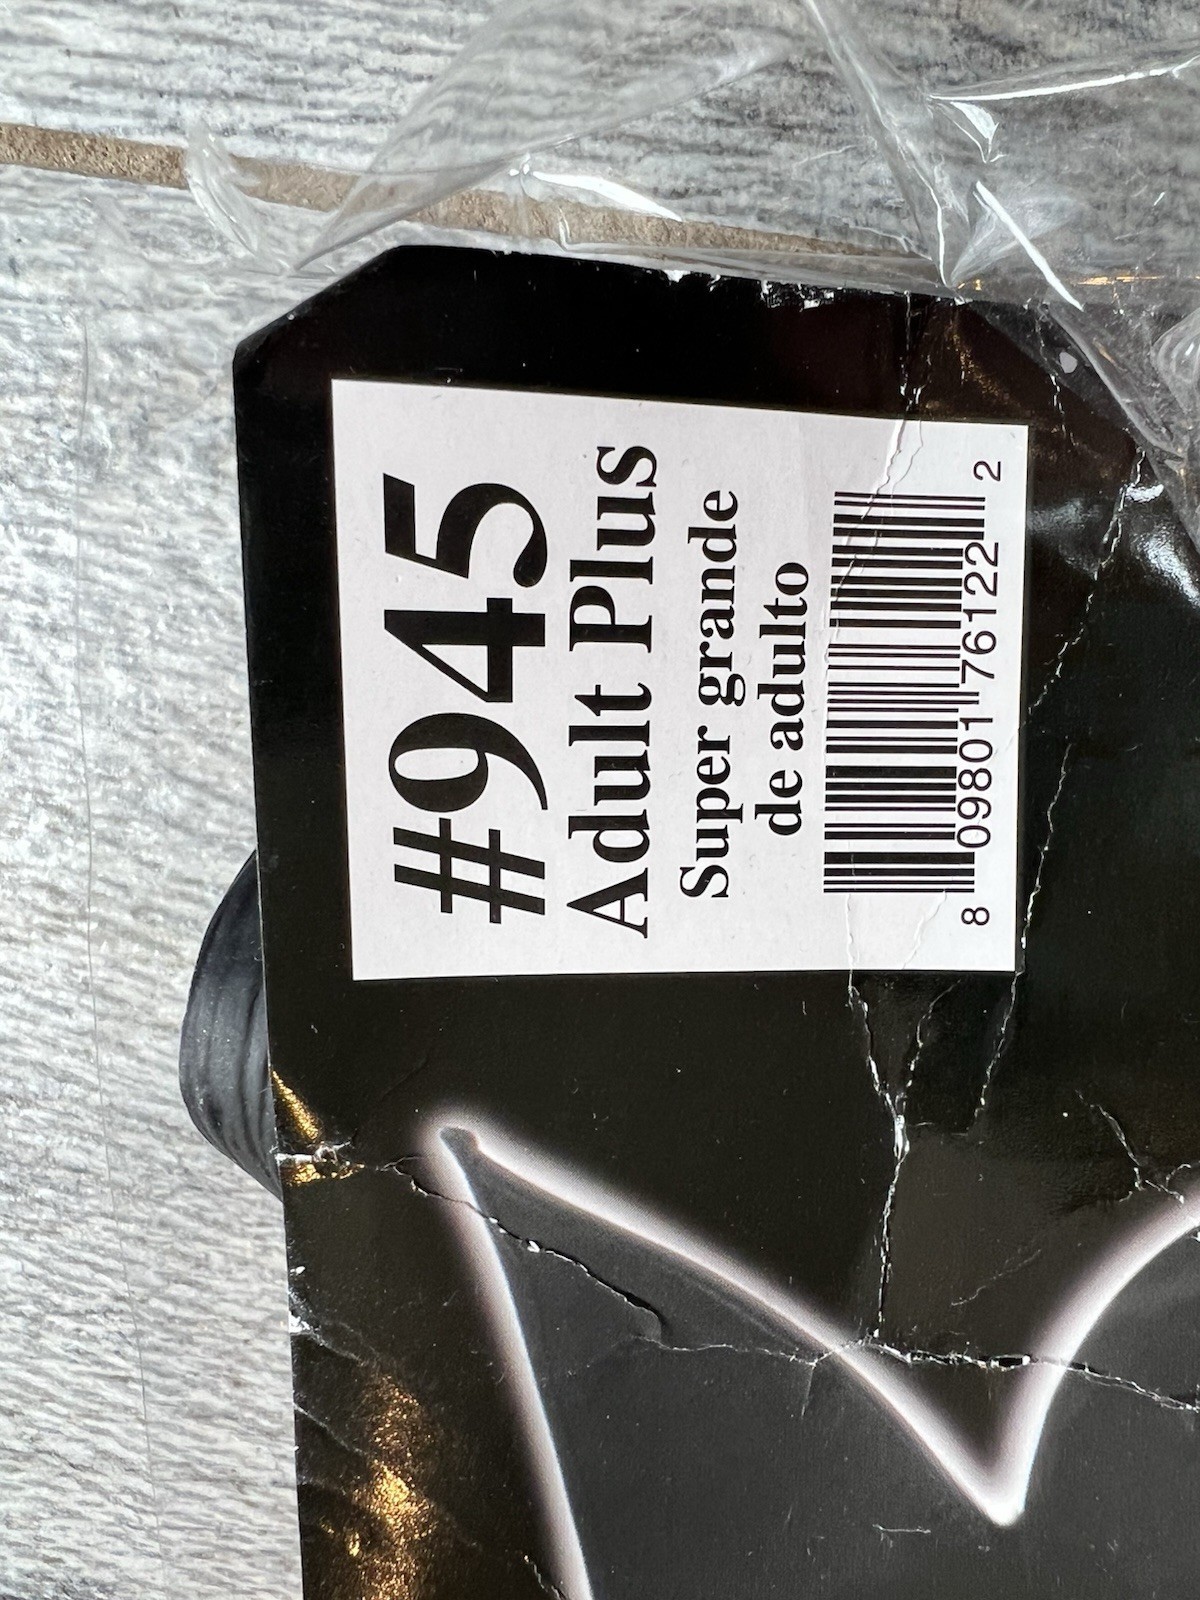 #945
Adult Plus
Super grande
de adulto
8 09801 76122 2